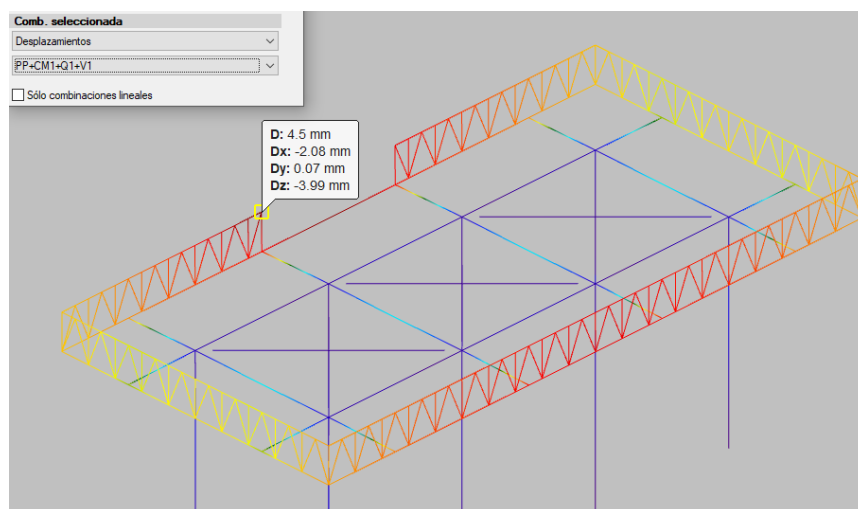 Comb. seleccionada
Desplazamientos
PP+CM1+Q1+V1
Sólo combinaciones lineales
D: 4.5 mm
Dx: -2.08 mm
Dy: 0.07 mm
Dz: -3.99 mm